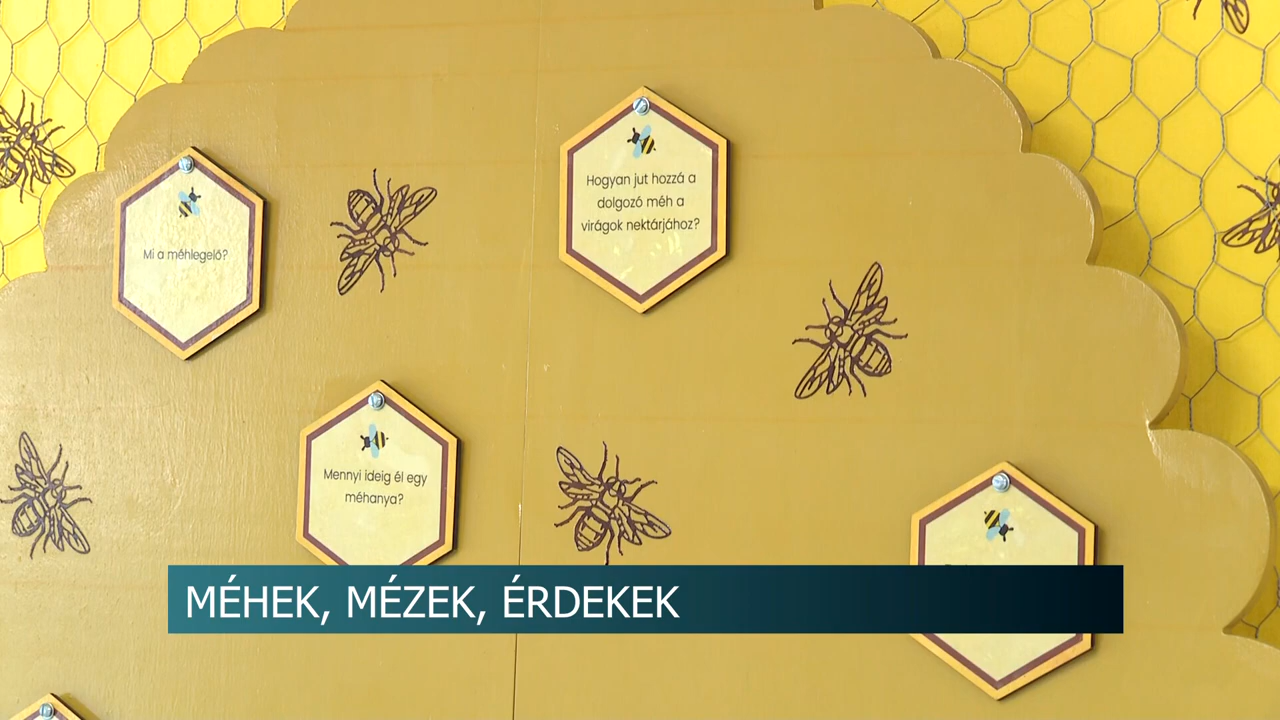 Hogyan jut hozzá a
dolgozó méh a
virágok nektárjához?
Mi a méhlegelő?
Mennyi ideig él egy
méhanya?
MÉHEK, MÉZEK, ÉRDEKEK